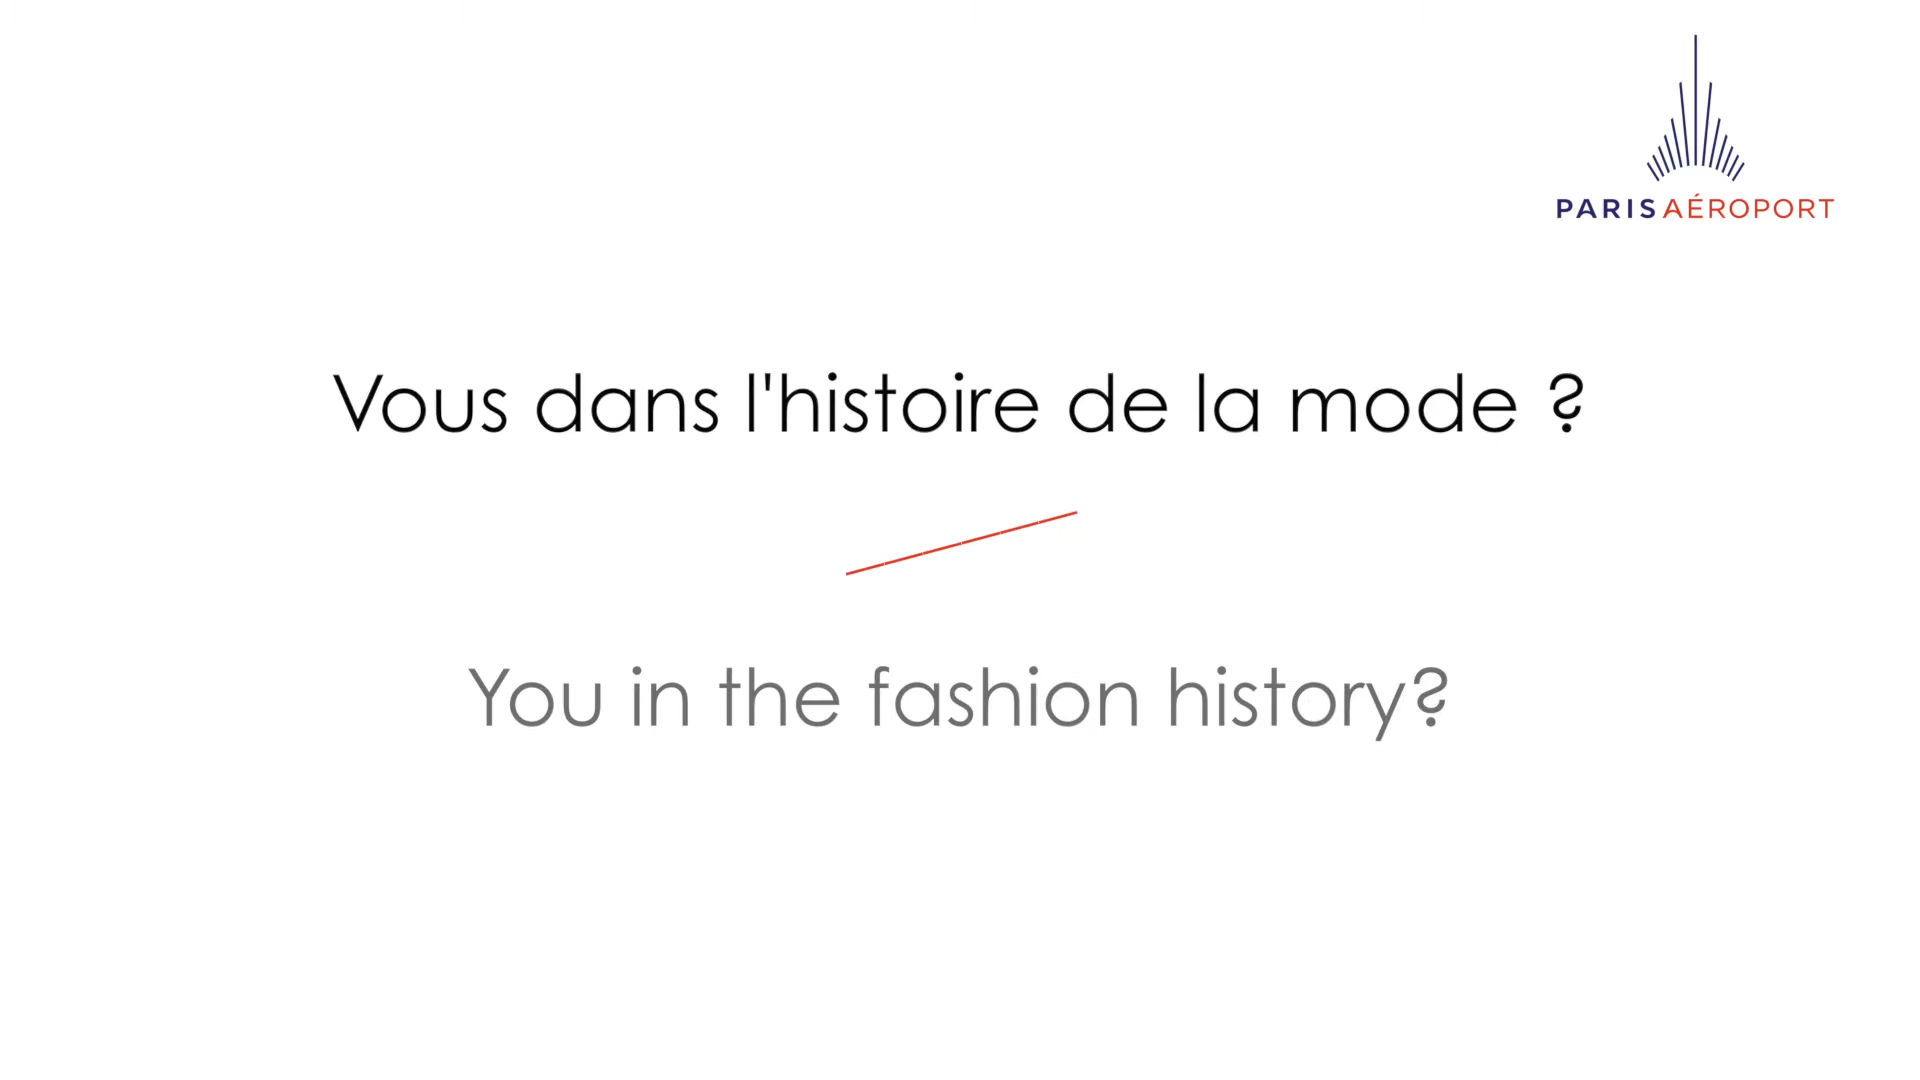 PARIS AÉROPORT
Vous dans l'histoire de la mode ?
You in the fashion history?